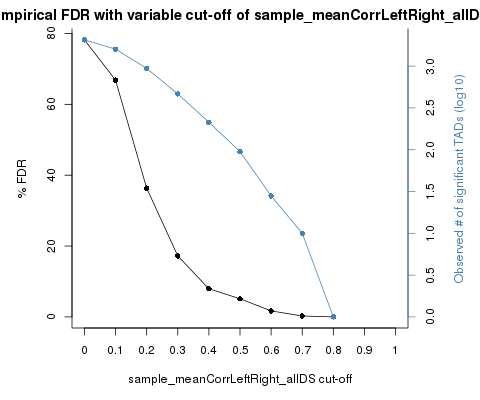 mpirical FDR with variable cut-off of sample_meanCorrLeftRight_allD
80
60
40
20
0
% FDR
3.0
2.5
2.0
1.5
1.0
0.5
0.0
Observed # of significant TADs (log10)
0 0.1 0.2 0.3 0.4 0.5 0.6 0.7 0.8 0.9 1
sample_meanCorrLeftRight_allDS cut-off